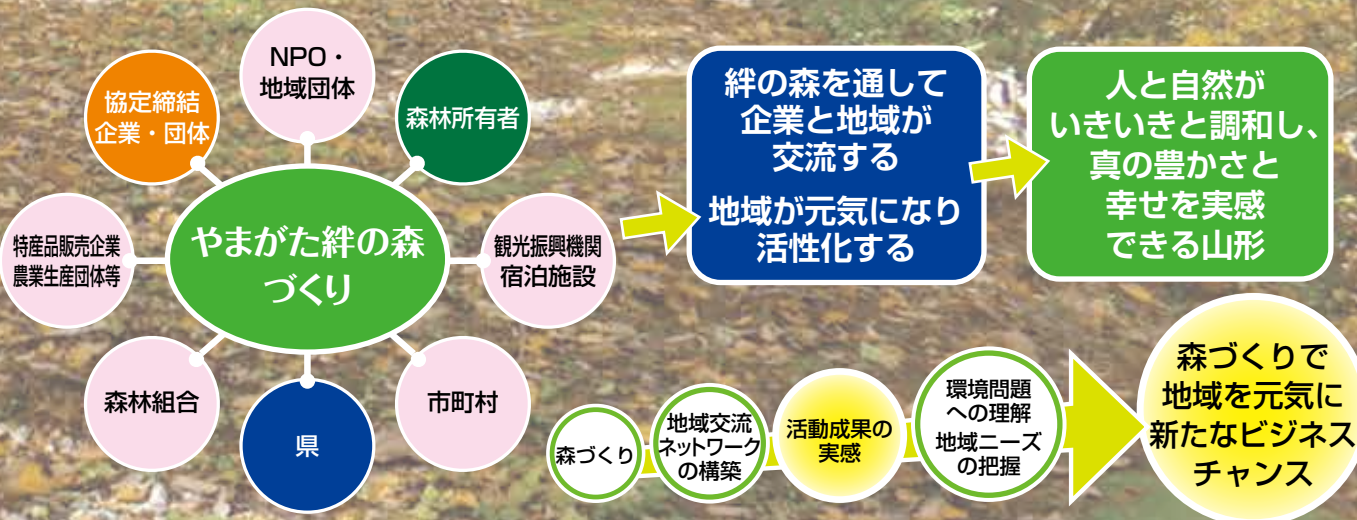 NPO・
地域団体
協定締結
企業・団体
森林所有者
特産品販売企業
農業生産団体等
やまがた絆の森
づくり
観光振興機関
宿泊施設
森林組合
県
市町村
絆の森を通して
企業と地域が
交流する
地域が元気になり
活性化する
人と自然が
いきいきと調和し、
真の豊かさと
幸せを実感
できる山形
森づくり
地域交流
ネットワーク
の構築
活動成果の
実感
環境問題
への理解
地域ニーズ
の把握
森づくりで
地域を元気に
新たなビジネス
チャンス